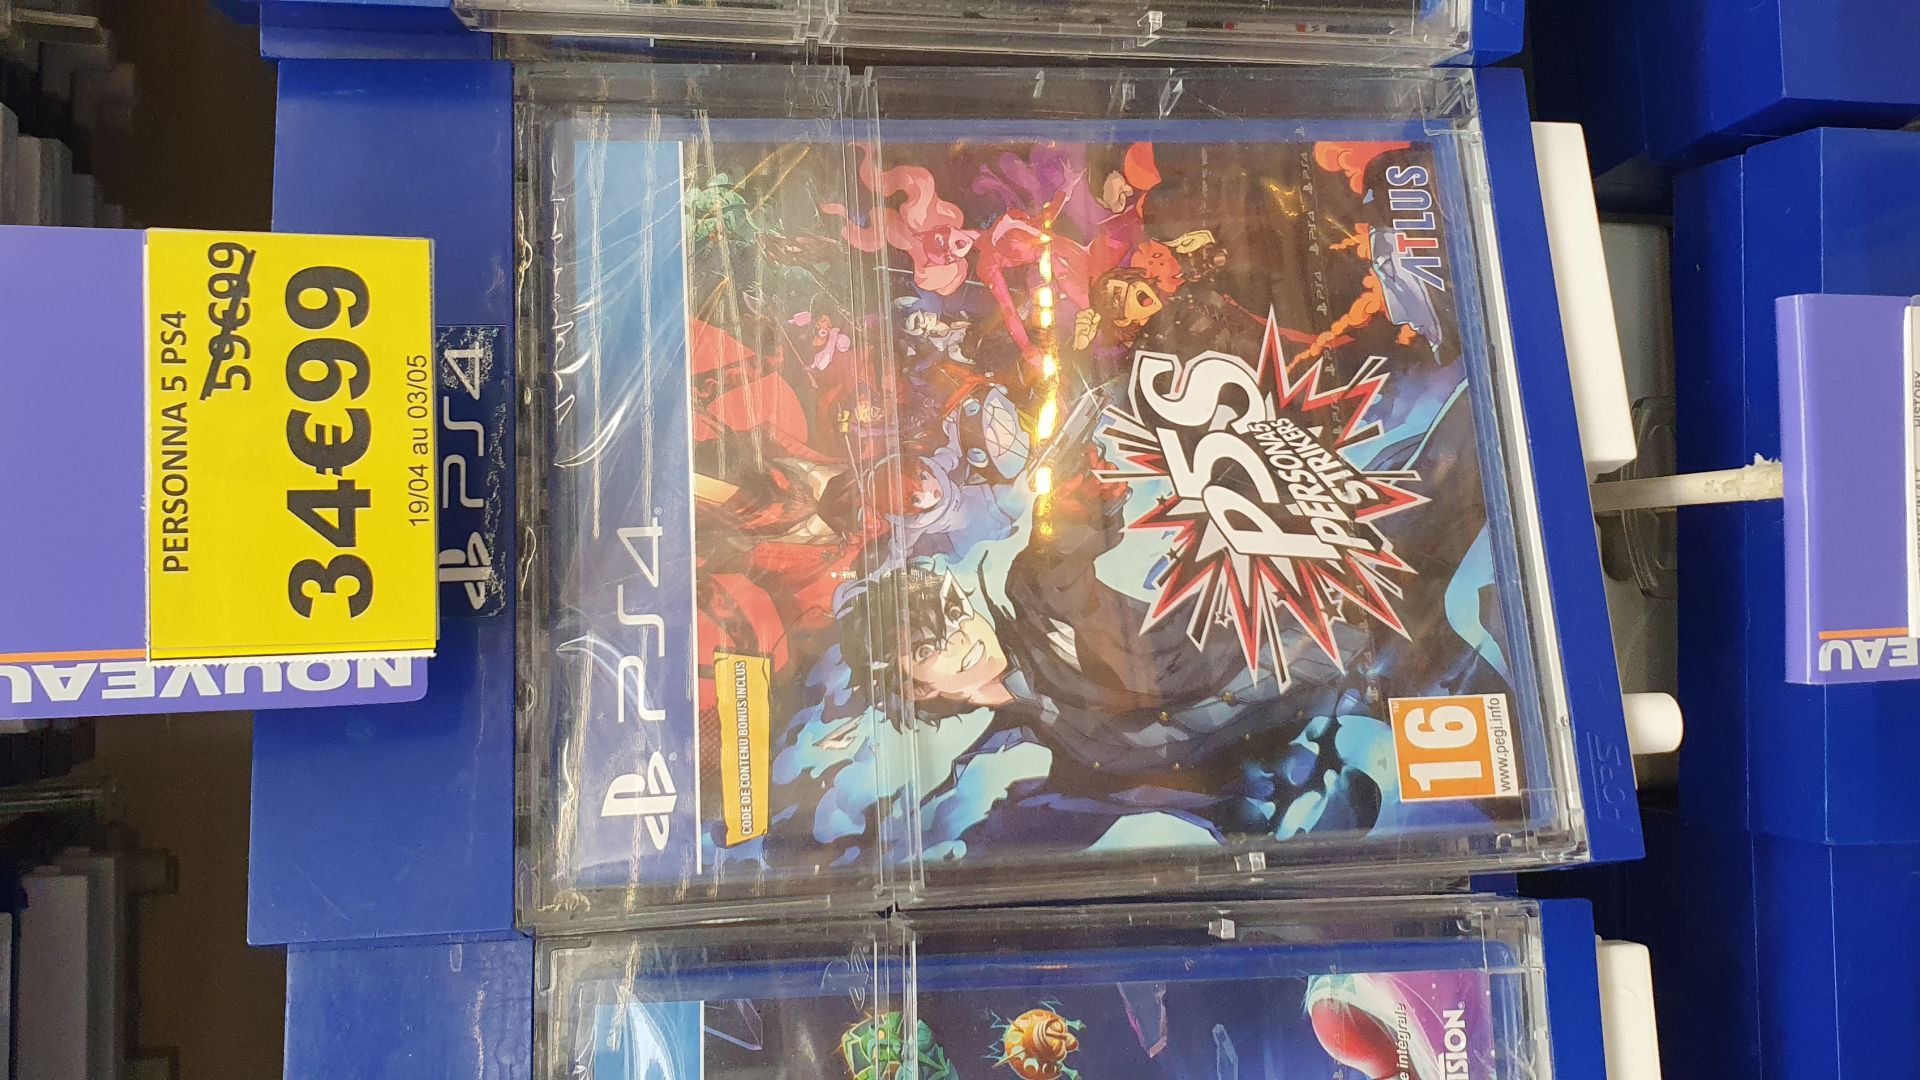 PERSONNA 5 PS4
59€99
34€99
19/04 au 03/05
NOUVEAU
PS4
PS4
CODE DE CONTENU BONUS INCLUS
P5S
PERSONA5
STRIKERS
ATLUS
16
www.pegi.info
NOUVEAU
HISTORY